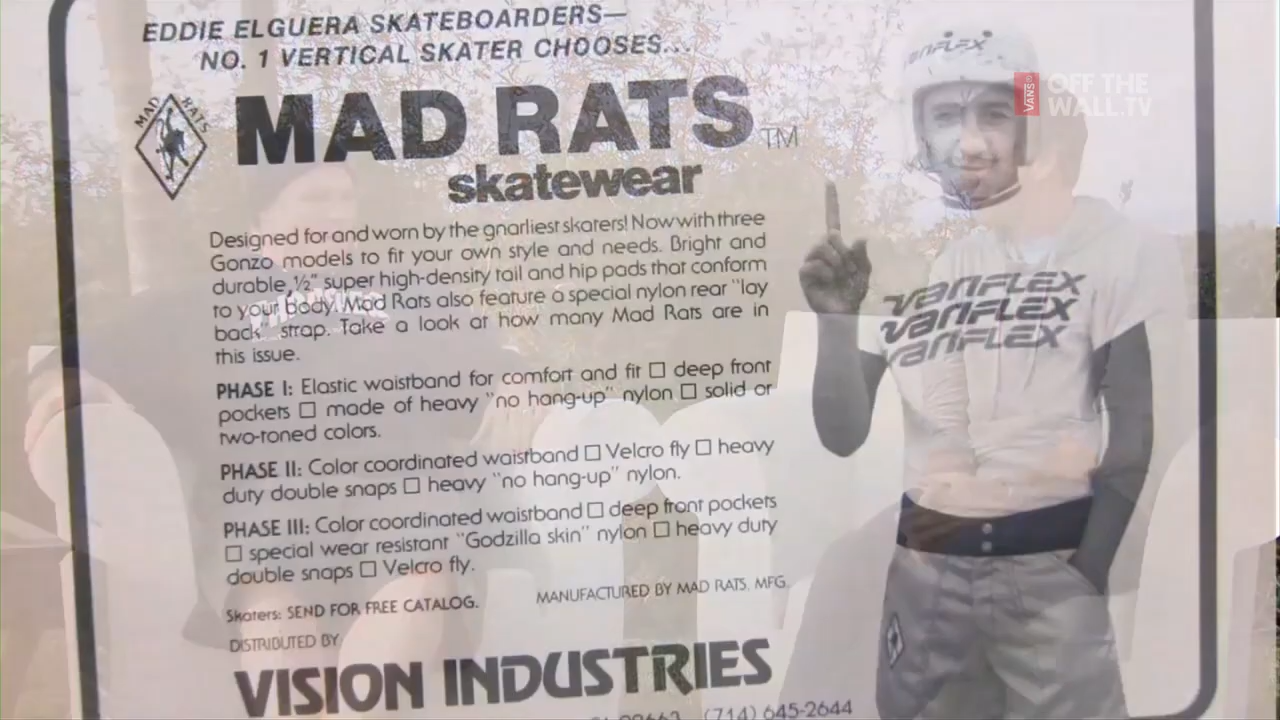 EDDIE ELGUERA SKATEBOARDERS—
NO. 1 VERTICAL SKATER CHOOSES...
MAD RATS
MAD RATS™
skatewear
Designed for and worn by the gnarliest skaters! Now with three
Gonzo models to fit your own style and needs. Bright and
durable, ½" super high-density tail and hip pads that conform
to your body. Mad Rats also feature a special nylon rear "lay
back" strap. Take a look at how many Mad Rats are in
this issue.
PHASE I: Elastic waistband for comfort and fit ☐ deep front
pockets ☐ made of heavy "no hang-up" nylon ☐ solid or
two-toned colors.
PHASE II: Color coordinated waistband ☐ Velcro fly ☐ heavy
duty double snaps ☐ heavy "no hang-up" nylon.
PHASE III: Color coordinated waistband ☐ deep front pockets
☐ special wear resistant "Godzilla skin" nylon ☐ heavy duty
double snaps ☐ Velcro fly.
Skaters: SEND FOR FREE CATALOG.
MANUFACTURED BY MAD RATS, MFG.
DISTRIBUTED BY
VISION INDUSTRIES
(714) 645-2644
VANS®
OFF THE
WALL.TV
VARIFLEX
VARIFLEX
VARIFLEX